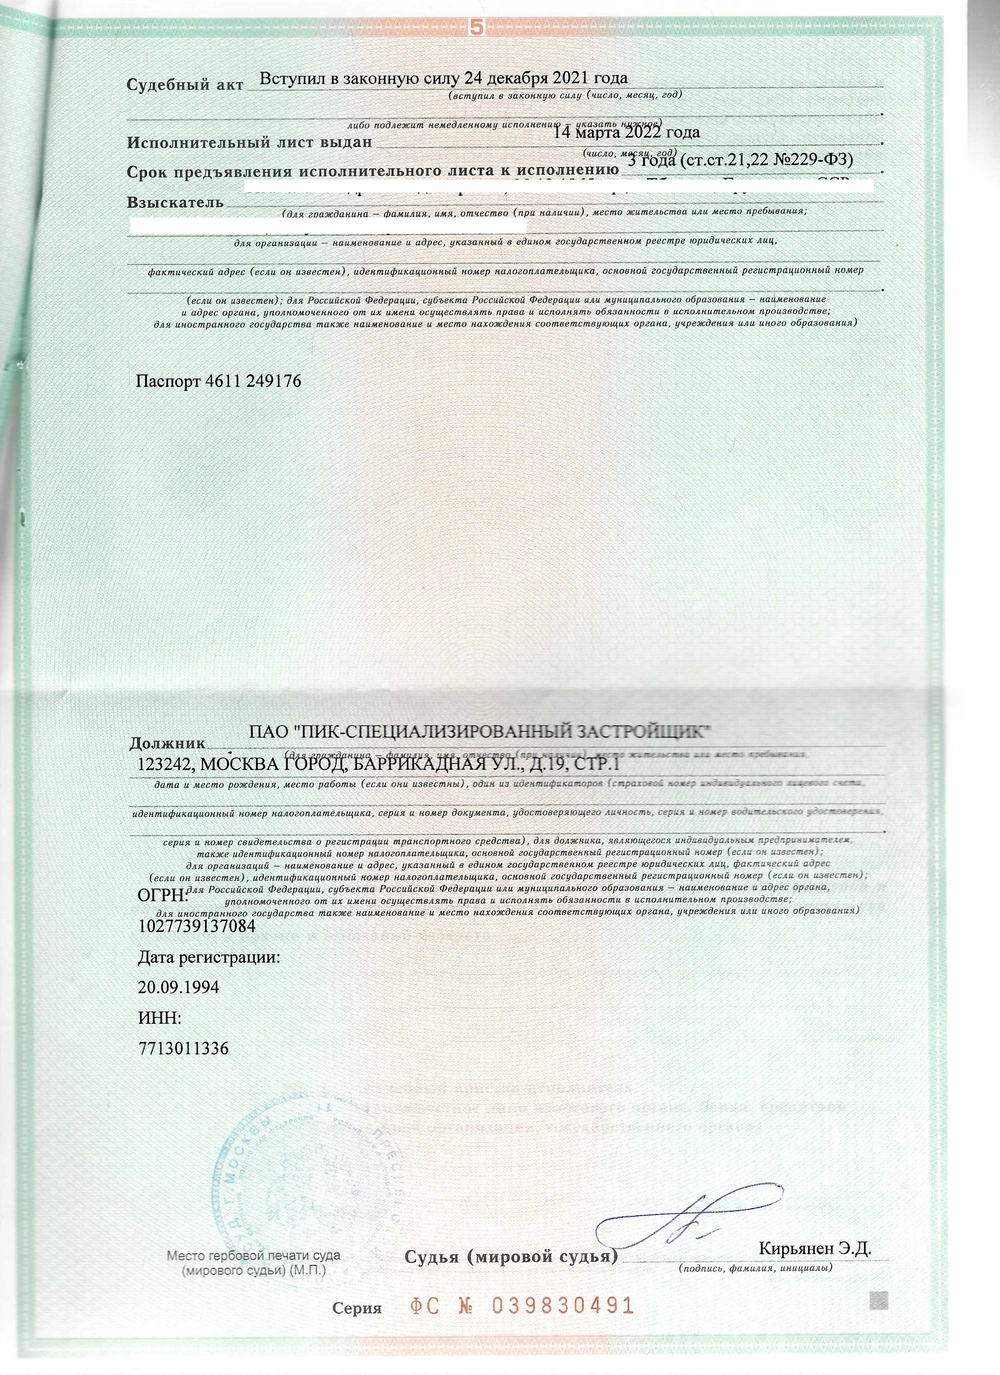 5
Судебный акт Вступил в законную силу 24 декабря 2021 года
(вступил в законную силу (число, месяц, год)
либо подлежит немедленному исполнению – указать нужное)
Исполнительный лист выдан 14 марта 2022 года
(число, месяц, год)
Срок предъявления исполнительного листа к исполнению 3 года (ст.ст.21,22 №229-ФЗ)
Взыскатель
(для гражданина – фамилия, имя, отчество (при наличии), место жительства или место пребывания;
для организации – наименование и адрес, указанный в едином государственном реестре юридических лиц,
фактический адрес (если он известен), идентификационный номер налогоплательщика, основной государственный регистрационный номер
(если он известен); для Российской Федерации, субъекта Российской Федерации или муниципального образования – наименование
и адрес органа, уполномоченного от их имени осуществлять права и исполнять обязанности в исполнительном производстве;
для иностранного государства также наименование и место нахождения соответствующих органа, учреждения или иного образования)
Паспорт 4611 249176
ПАО "ПИК-СПЕЦИАЛИЗИРОВАННЫЙ ЗАСТРОЙЩИК"
Должник
(для гражданина – фамилия, имя, отчество (при наличии), место жительства или место пребывания,
123242, МОСКВА ГОРОД, БАРРИКАДНАЯ УЛ., Д.19, СТР.1
дата и место рождения, место работы (если они известны), один из идентификаторов (страховой номер индивидуального лицевого счета,
идентификационный номер налогоплательщика, серия и номер документа, удостоверяющего личность, серия и номер водительского удостоверения,
серия и номер свидетельства о регистрации транспортного средства), для должника, являющегося индивидуальным предпринимателем,
также идентификационный номер налогоплательщика, основной государственный регистрационный номер (если он известен);
для организации – наименование и адрес, указанный в едином государственном реестре юридических лиц, фактический адрес
(если он известен), идентификационный номер налогоплательщика, основной государственный регистрационный номер (если он известен);
для Российской Федерации, субъекта Российской Федерации или муниципального образования – наименование и адрес органа,
ОГРН:
уполномоченного от их имени осуществлять права и исполнять обязанности в исполнительном производстве;
для иностранного государства также наименование и место нахождения соответствующих органа, учреждения или иного образования)
1027739137084
Дата регистрации:
20.09.1994
ИНН:
7713011336
Место гербовой печати суда
(мирового судьи) (М.П.)
Судья (мировой судья) Кирьянен Э.Д.
(подпись, фамилия, инициалы)
Серия ФС № 039830491